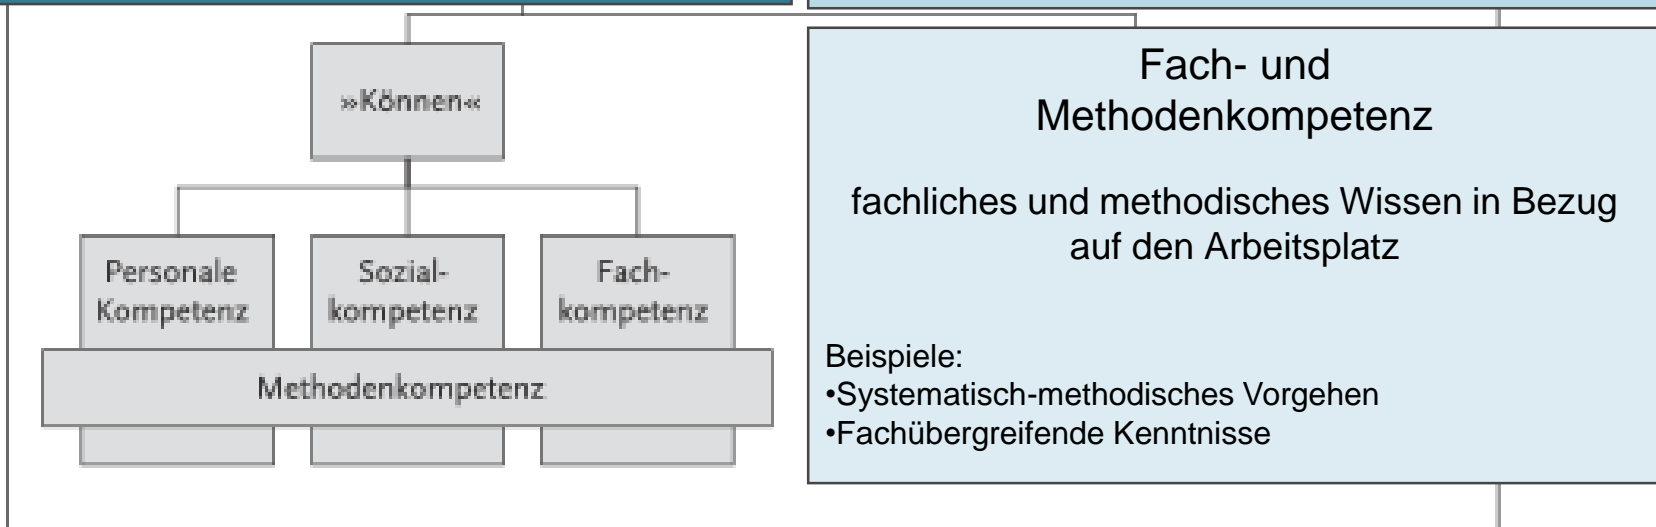 »Können«
Personale
Kompetenz
Sozial-
kompetenz
Fach-
kompetenz
Methodenkompetenz
Fach- und
Methodenkompetenz
fachliches und methodisches Wissen in Bezug
auf den Arbeitsplatz
Beispiele:
•Systematisch-methodisches Vorgehen
•Fachübergreifende Kenntnisse